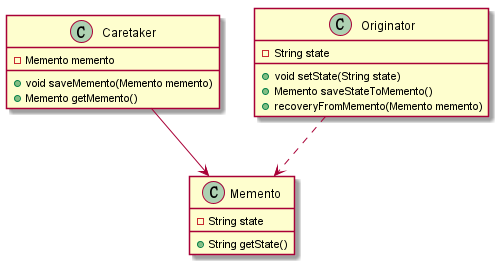 C Caretaker
Memento memento
void saveMemento(Memento memento)
Memento getMemento()
C Originator
String state
void setState(String state)
Memento saveStateToMemento()
recoveryFromMemento(Memento memento)
C Memento
String state
String getState()